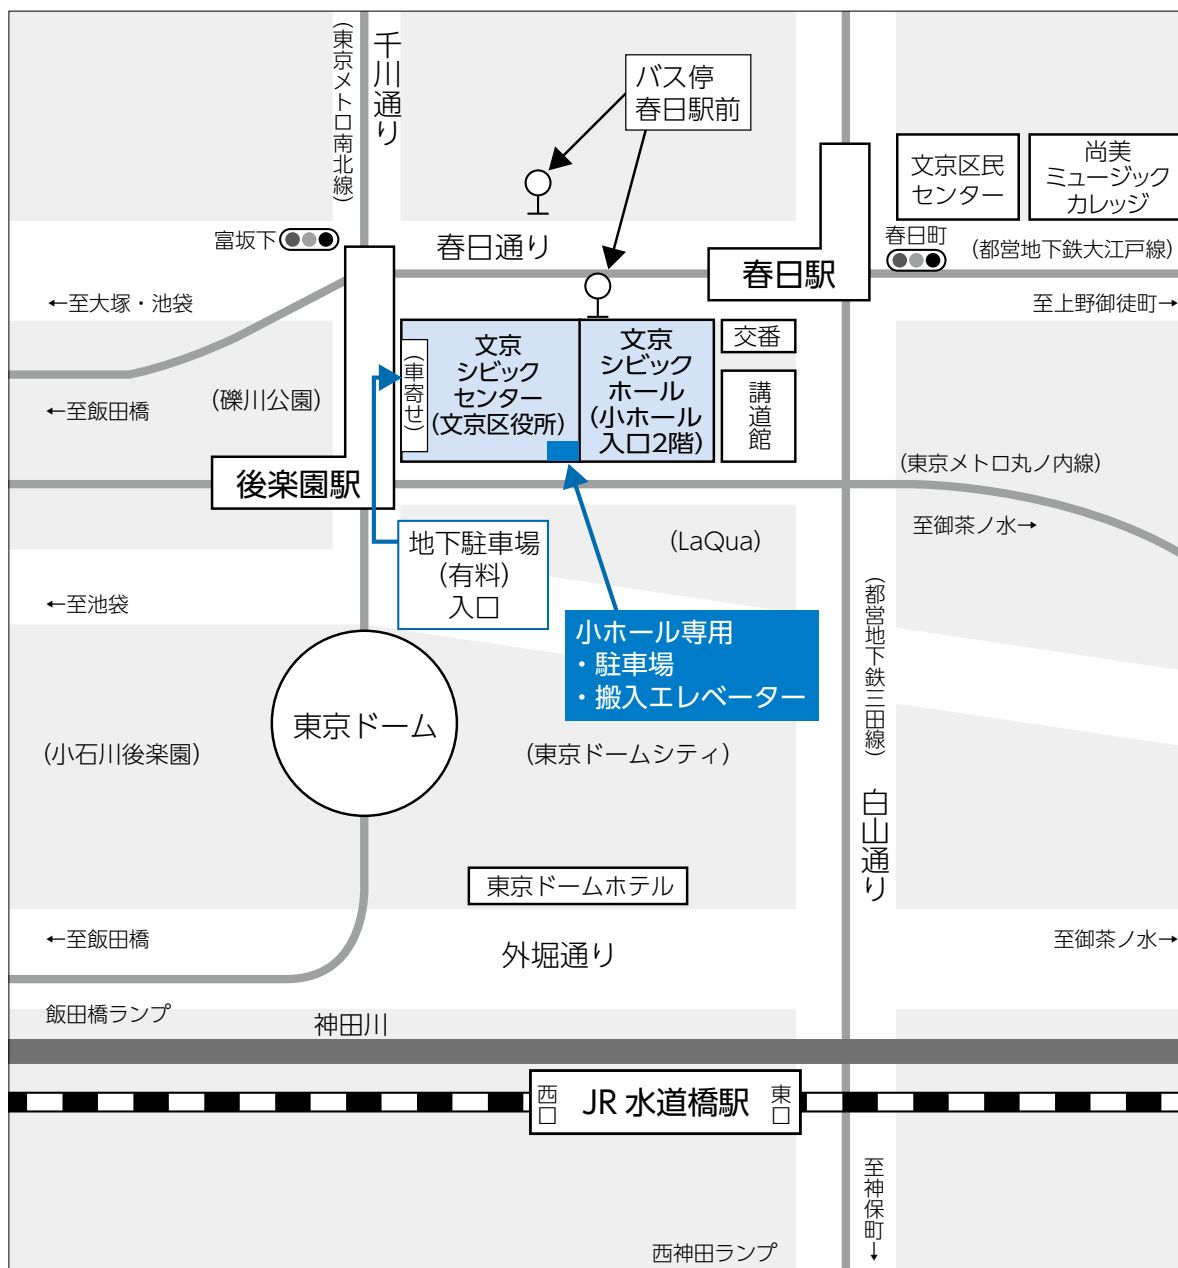 (東京メトロ南北線)
千川通り
バス停
春日駅前
文京区民
センター
尚美
ミュージック
カレッジ
富坂下
春日通り
春日駅
春日町
(都営地下鉄大江戸線)
←至大塚・池袋
至上野御徒町→
文京
シビック
センター
(文京区役所)
(車寄せ)
文京
シビック
ホール
(小ホール
入口2階)
交番
講道館
(礫川公園)
←至飯田橋
後楽園駅
(東京メトロ丸ノ内線)
至御茶ノ水→
地下駐車場
(有料)
入口
(LaQua)
←至池袋
小ホール専用
・駐車場
・搬入エレベーター
(都営地下鉄三田線)
東京ドーム
(小石川後楽園)
(東京ドームシティ)
白山通り
東京ドームホテル
←至飯田橋
外堀通り
至御茶ノ水→
飯田橋ランプ
神田川
西口
JR 水道橋駅
東口
至神保町→
西神田ランプ